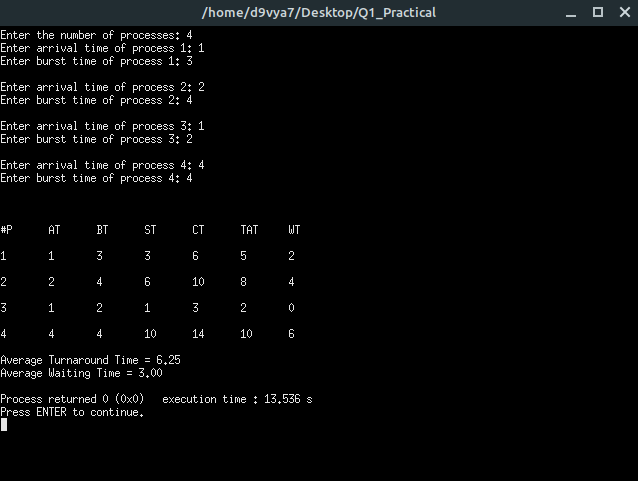 /home/d9vya7/Desktop/Q1_Practical
Enter the number of processes: 4
Enter arrival time of process 1: 1
Enter burst time of process 1: 3
Enter arrival time of process 2: 2
Enter burst time of process 2: 4
Enter arrival time of process 3: 1
Enter burst time of process 3: 2
Enter arrival time of process 4: 4
Enter burst time of process 4: 4
#P AT BT ST CT TAT WT
1 1 3 3 6 5 2
2 2 4 6 10 8 4
3 1 2 1 3 2 0
4 4 4 10 14 10 6
Average Turnaround Time = 6.25
Average Waiting Time = 3.00
Process returned 0 (0x0) execution time : 13.536 s
Press ENTER to continue.